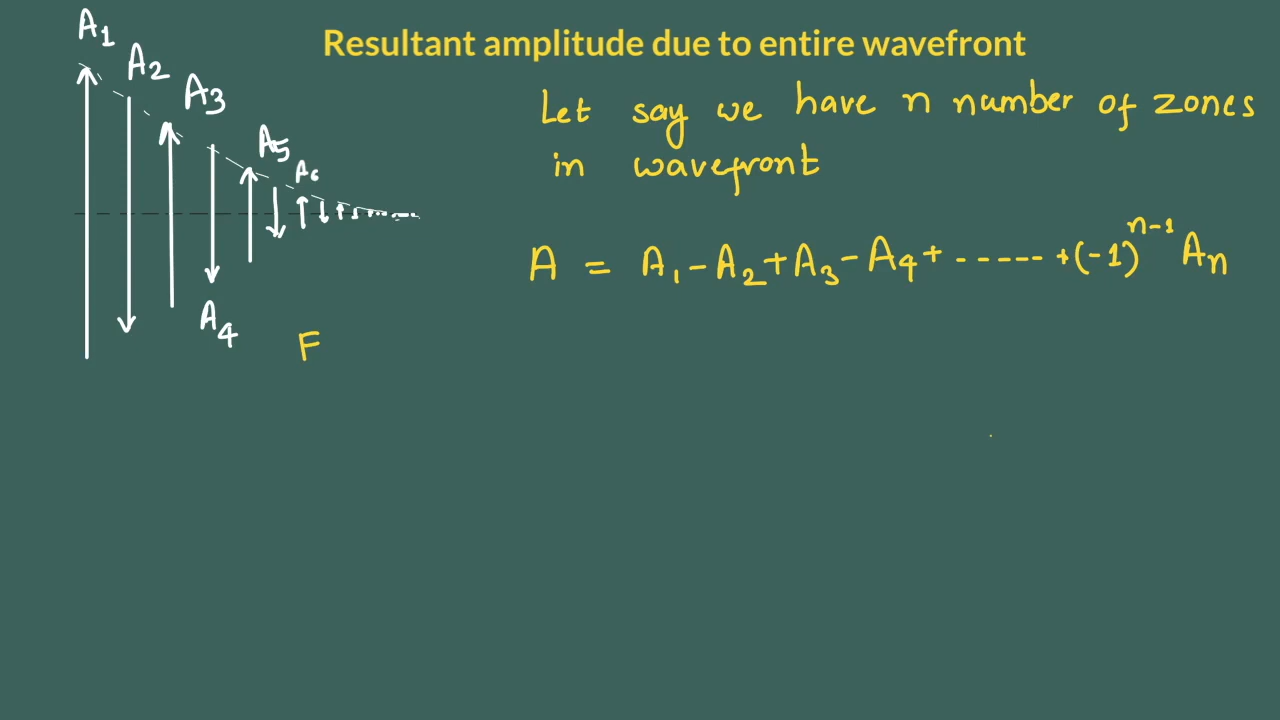 Resultant amplitude due to entire wavefront
A1
A2
A3
A5
A6
A4
F
Let say we have n number of zones
in wavefront
A = A₁ - A₂ + A₃ - A₄ + ------ + (-1)ⁿ⁻¹ Aₙ